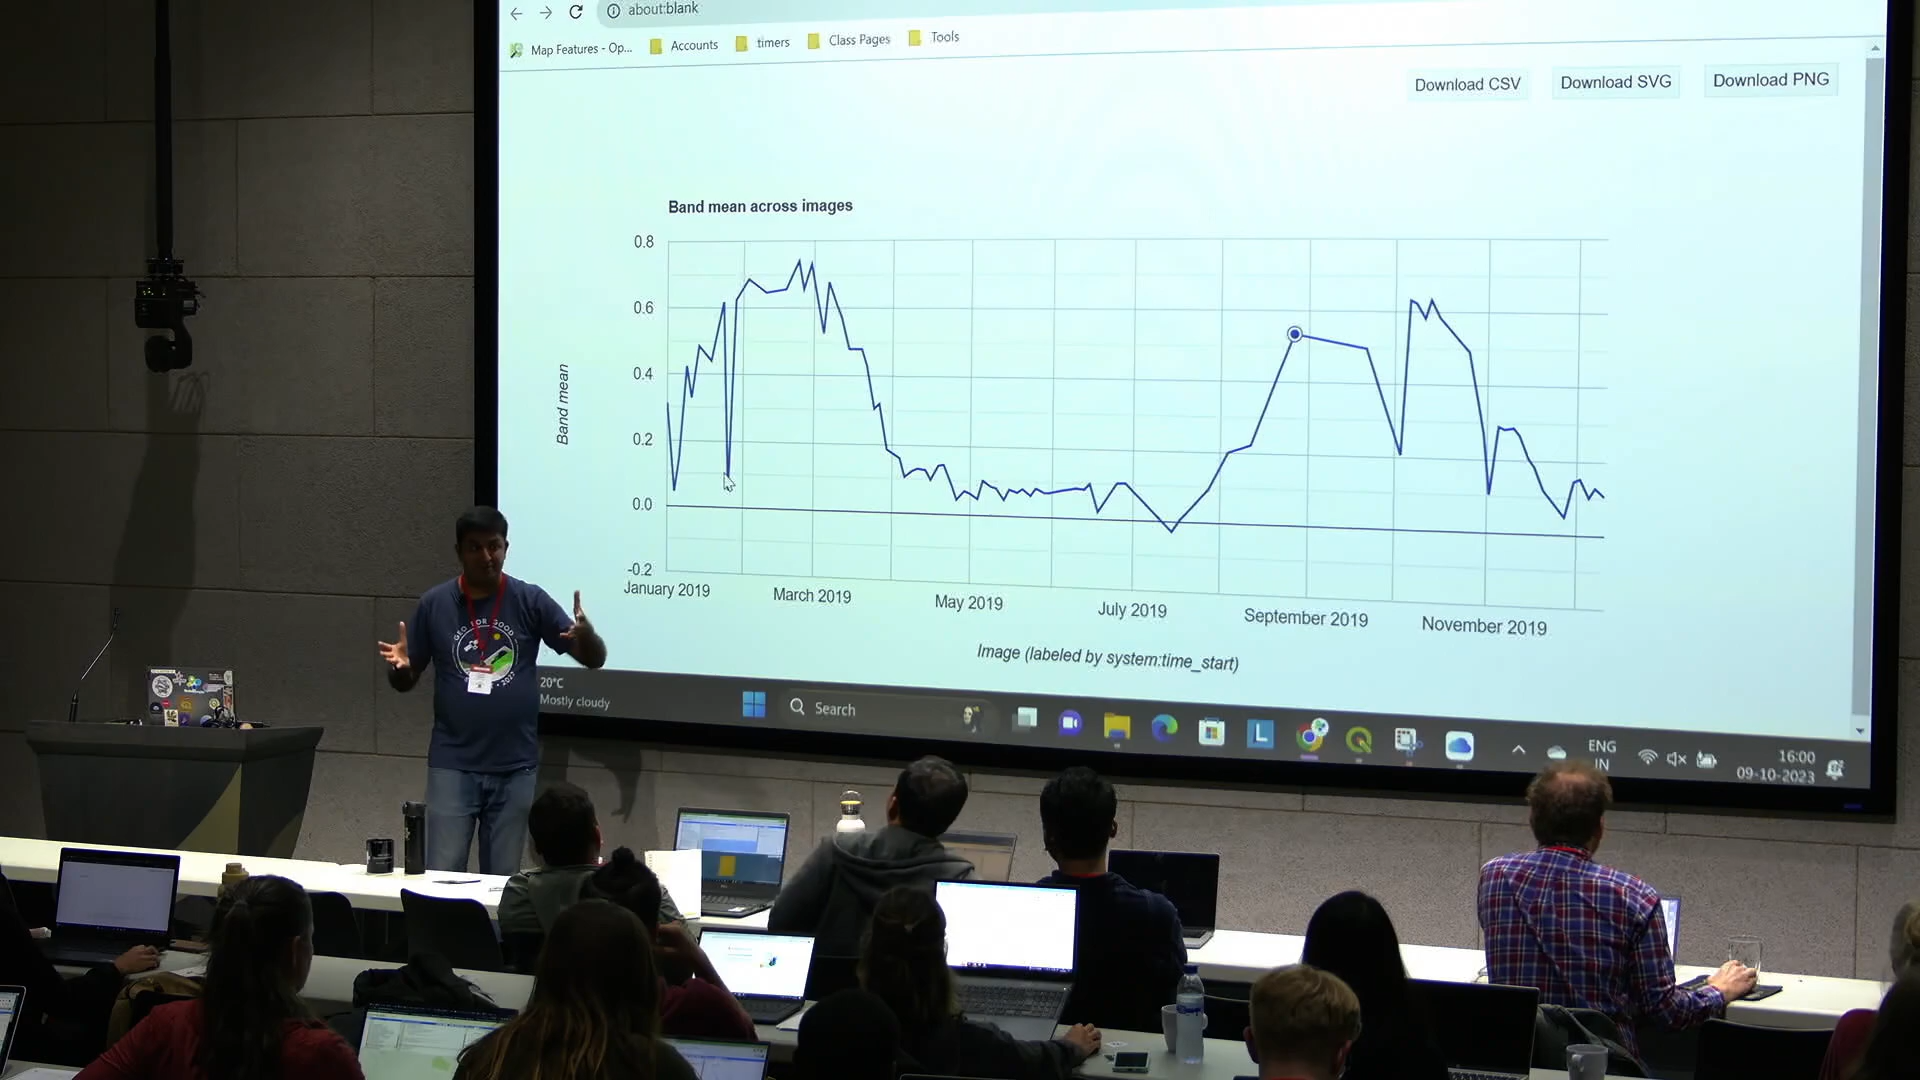 about:blank
Map Features - Op... Accounts timers Class Pages Tools
Download CSV Download SVG Download PNG
Band mean across images
0.8
0.6
0.4
0.2
0.0
-0.2
Band mean
January 2019 March 2019 May 2019 July 2019 September 2019 November 2019
Image (labeled by system:time_start)
20°C
Mostly cloudy
Search
L
ENG
IN
16:00
09-10-2023
GEO FOR GOOD